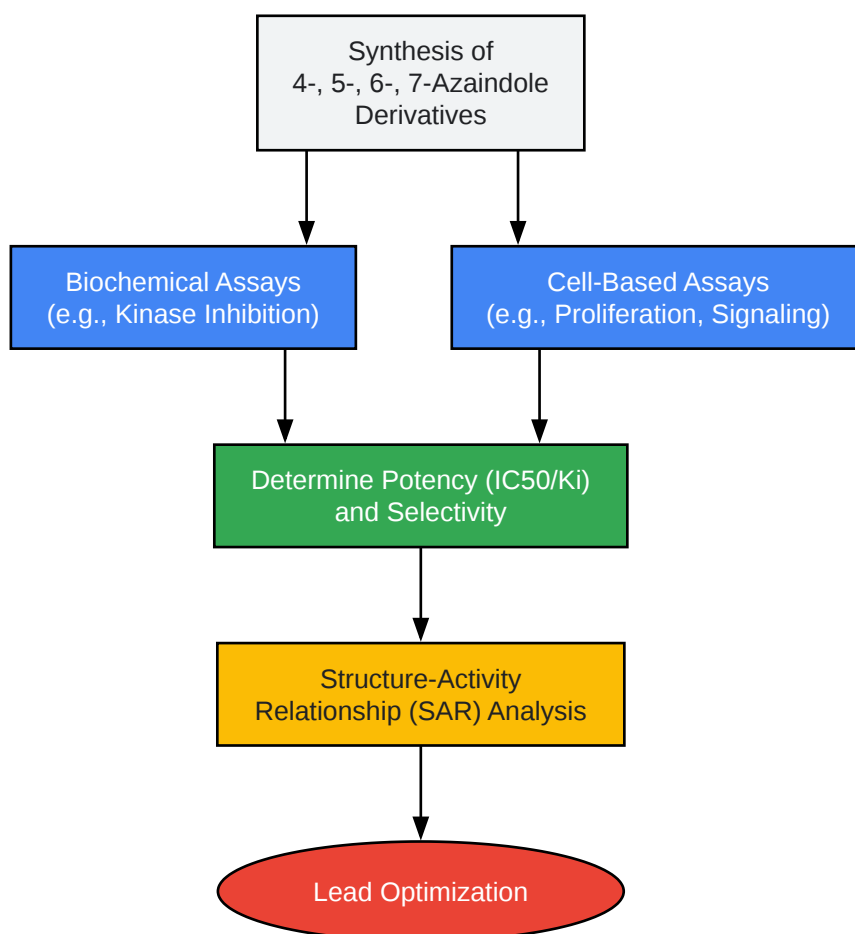 Synthesis of
4-, 5-, 6-, 7-Azaindole
Derivatives
Biochemical Assays
(e.g., Kinase Inhibition)
Cell-Based Assays
(e.g., Proliferation, Signaling)
Determine Potency (IC50/Ki)
and Selectivity
Structure-Activity
Relationship (SAR) Analysis
Lead Optimization